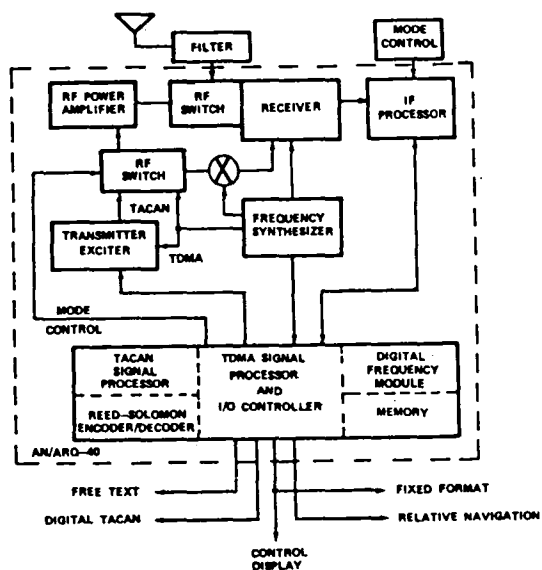 FILTER
MODE
CONTROL
RF POWER
AMPLIFIER
RF
SWITCH
RECEIVER
IF
PROCESSOR
RF
SWITCH
TACAN
TRANSMITTER
EXCITER
TDMA
FREQUENCY
SYNTHESIZER
MODE
CONTROL
TACAN
SIGNAL
PROCESSOR
TDMA SIGNAL
PROCESSOR
AND
I/O CONTROLLER
DIGITAL
FREQUENCY
MODULE
REED-SOLOMON
ENCODER/DECODER
MEMORY
AN/ARQ-40
FREE TEXT
FIXED FORMAT
DIGITAL TACAN
RELATIVE NAVIGATION
CONTROL
DISPLAY